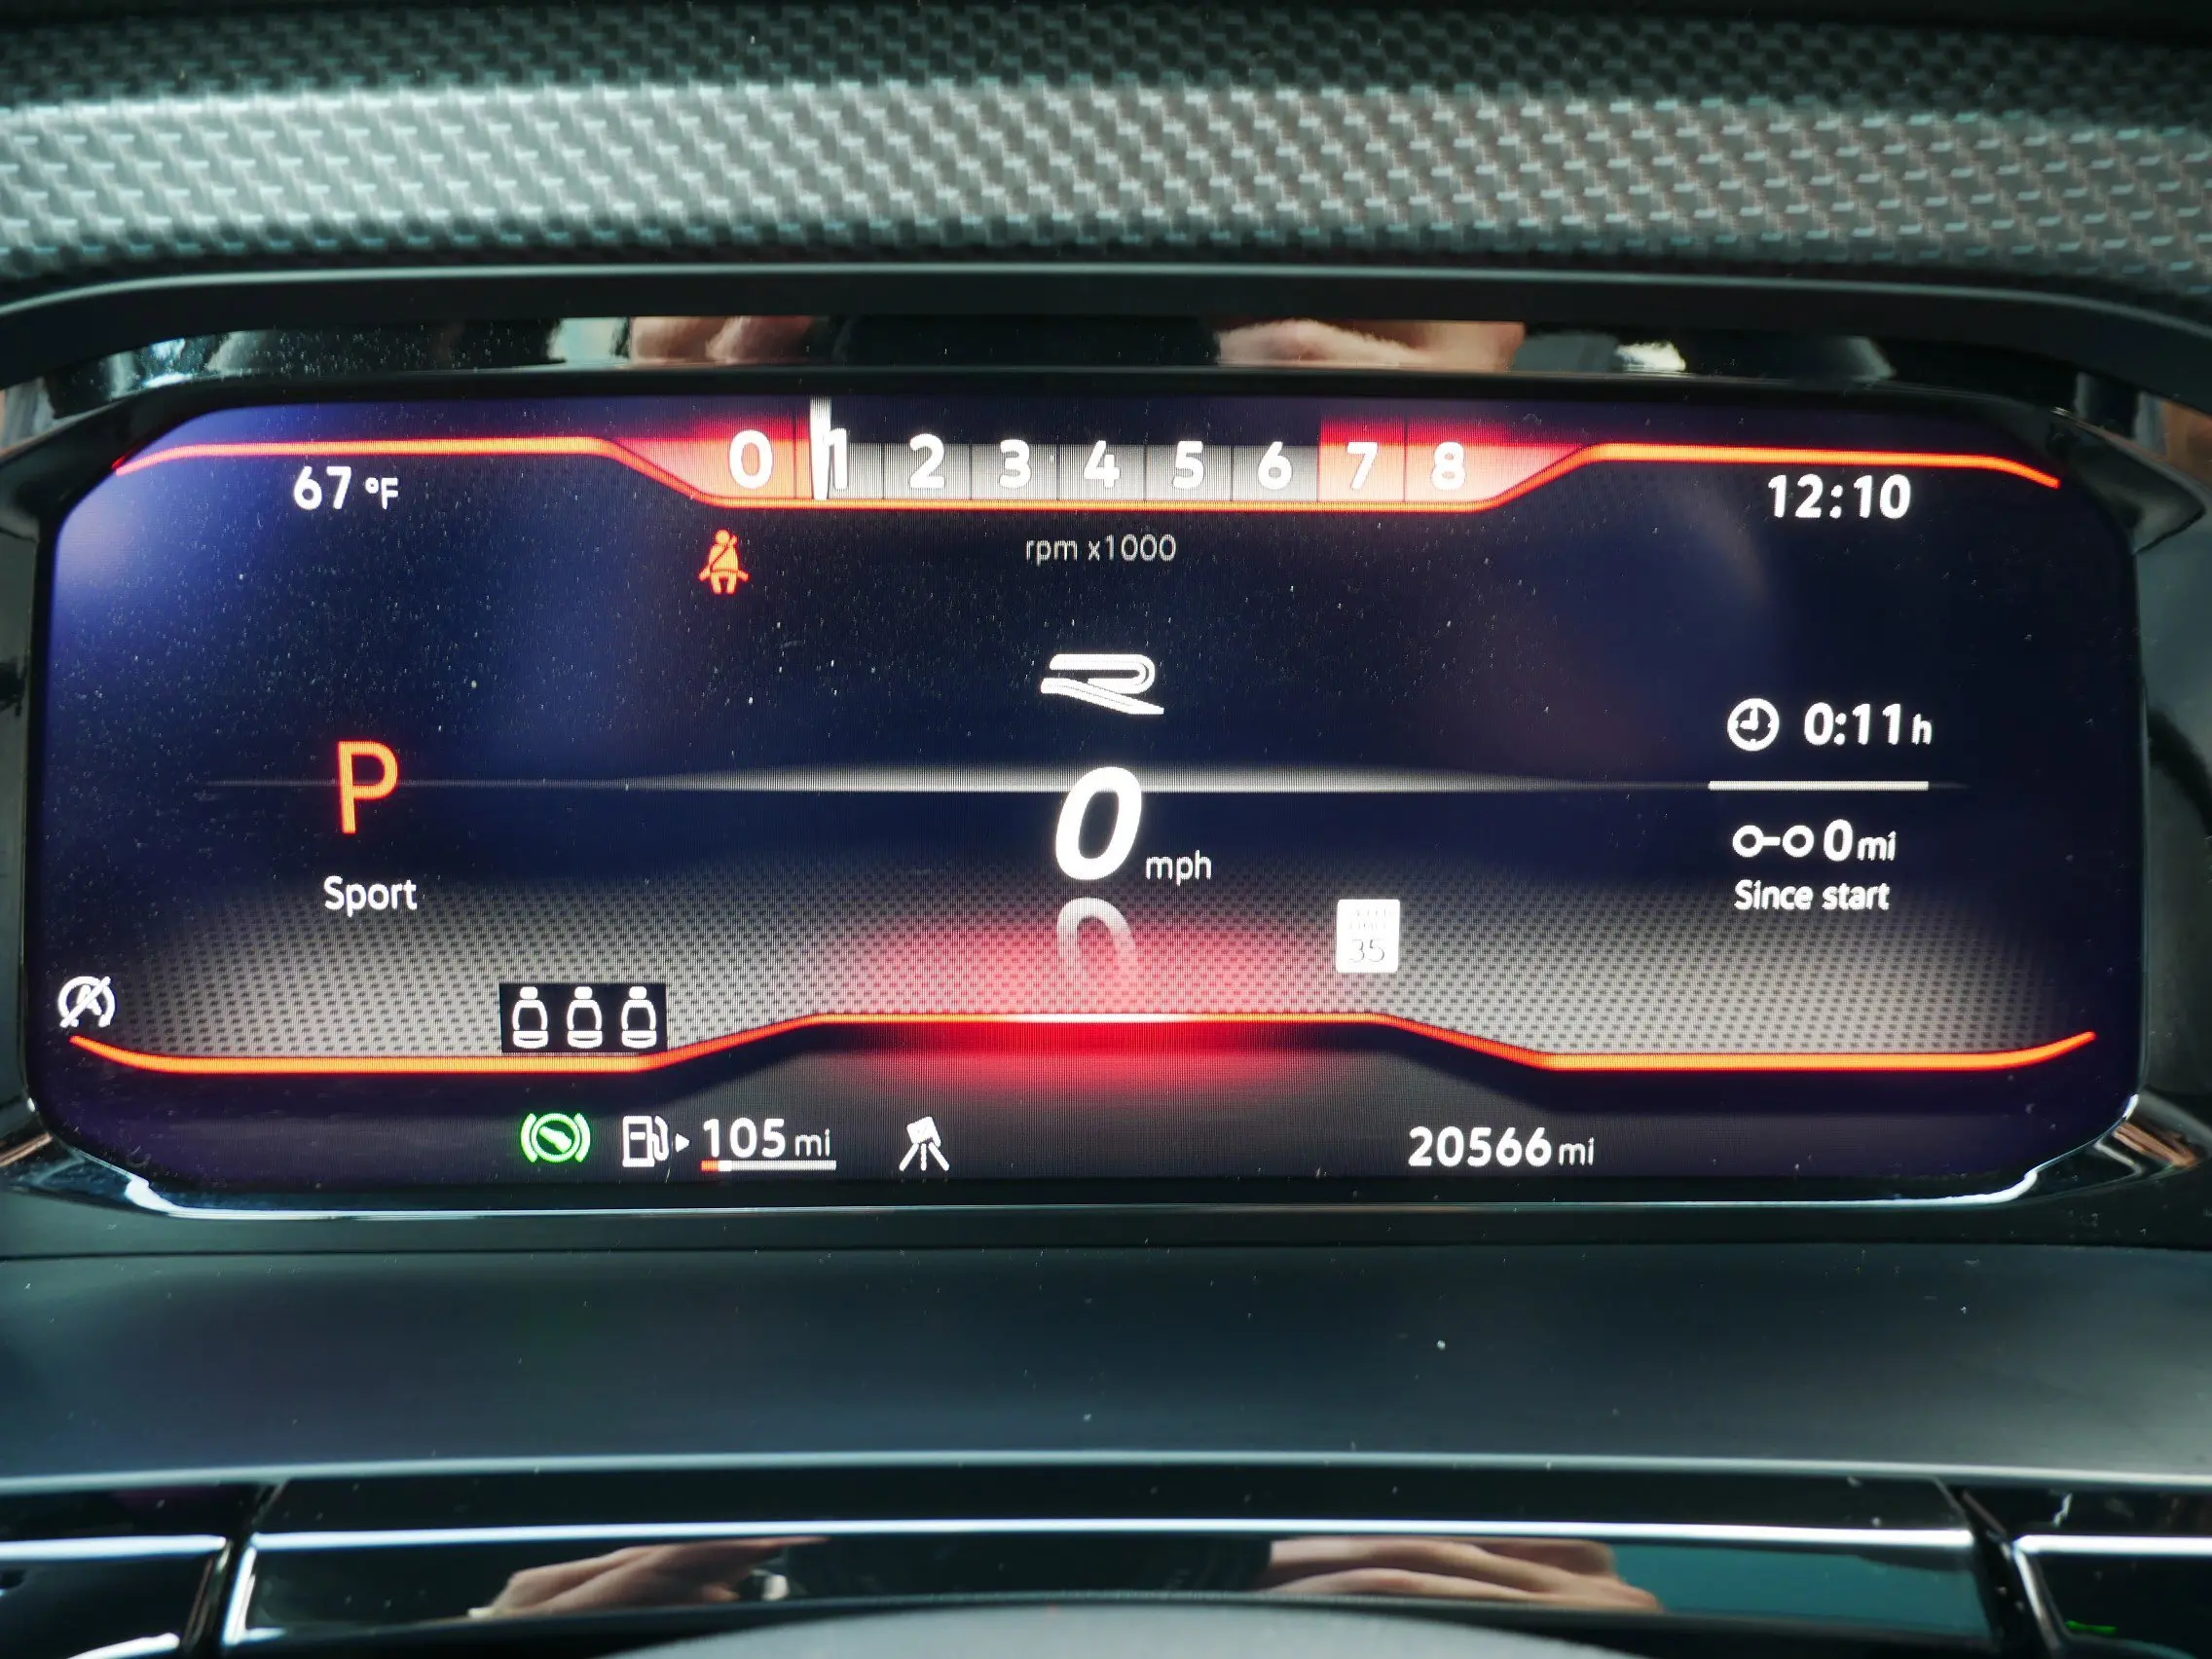 0 1 2 3 4 5 6 7 8
67 °F
12:10
rpm x1000
0:11 h
P
0 mph
0 mi
Sport
Since start
35
105 mi
20566 mi